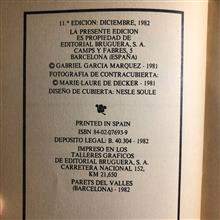 11.ª EDICION: DICIEMBRE, 1982
LA PRESENTE EDICION
ES PROPIEDAD DE
EDITORIAL BRUGUERA, S. A.
CAMPS Y FABRES, 5
BARCELONA (ESPAÑA)
© GABRIEL GARCIA MARQUEZ - 1981
FOTOGRAFIA DE CONTRACUBIERTA:
© MARIE-LAURE DE DECKER - 1981
DISEÑO DE CUBIERTA: NESLE SOULE
PRINTED IN SPAIN
ISBN 84-02-07693-9
DEPOSITO LEGAL: B. 40.304 - 1982
IMPRESO EN LOS
TALLERES GRAFICOS
DE EDITORIAL BRUGUERA, S. A.
CARRETERA NACIONAL 152,
KM 21,650
PARETS DEL VALLES
(BARCELONA) - 1982